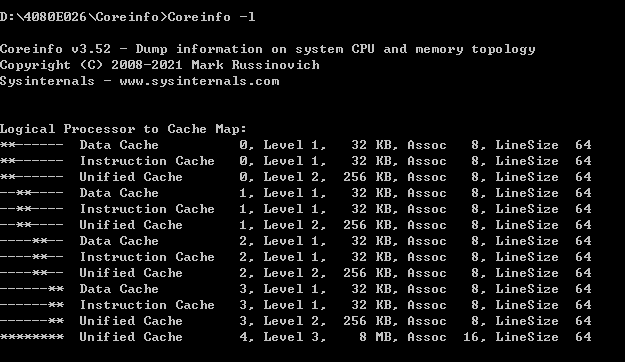 D:\4080E026\Coreinfo>Coreinfo -l
Coreinfo v3.52 - Dump information on system CPU and memory topology
Copyright (C) 2008-2021 Mark Russinovich
Sysinternals - www.sysinternals.com
Logical Processor to Cache Map:
**------  Data Cache          0, Level 1,   32 KB, Assoc   8, LineSize  64
**------  Instruction Cache   0, Level 1,   32 KB, Assoc   8, LineSize  64
**------  Unified Cache       0, Level 2,  256 KB, Assoc   8, LineSize  64
--**----  Data Cache          1, Level 1,   32 KB, Assoc   8, LineSize  64
--**----  Instruction Cache   1, Level 1,   32 KB, Assoc   8, LineSize  64
--**----  Unified Cache       1, Level 2,  256 KB, Assoc   8, LineSize  64
----**--  Data Cache          2, Level 1,   32 KB, Assoc   8, LineSize  64
----**--  Instruction Cache   2, Level 1,   32 KB, Assoc   8, LineSize  64
----**--  Unified Cache       2, Level 2,  256 KB, Assoc   8, LineSize  64
------**  Data Cache          3, Level 1,   32 KB, Assoc   8, LineSize  64
------**  Instruction Cache   3, Level 1,   32 KB, Assoc   8, LineSize  64
------**  Unified Cache       3, Level 2,  256 KB, Assoc   8, LineSize  64
********  Unified Cache       4, Level 3,    8 MB, Assoc  16, LineSize  64